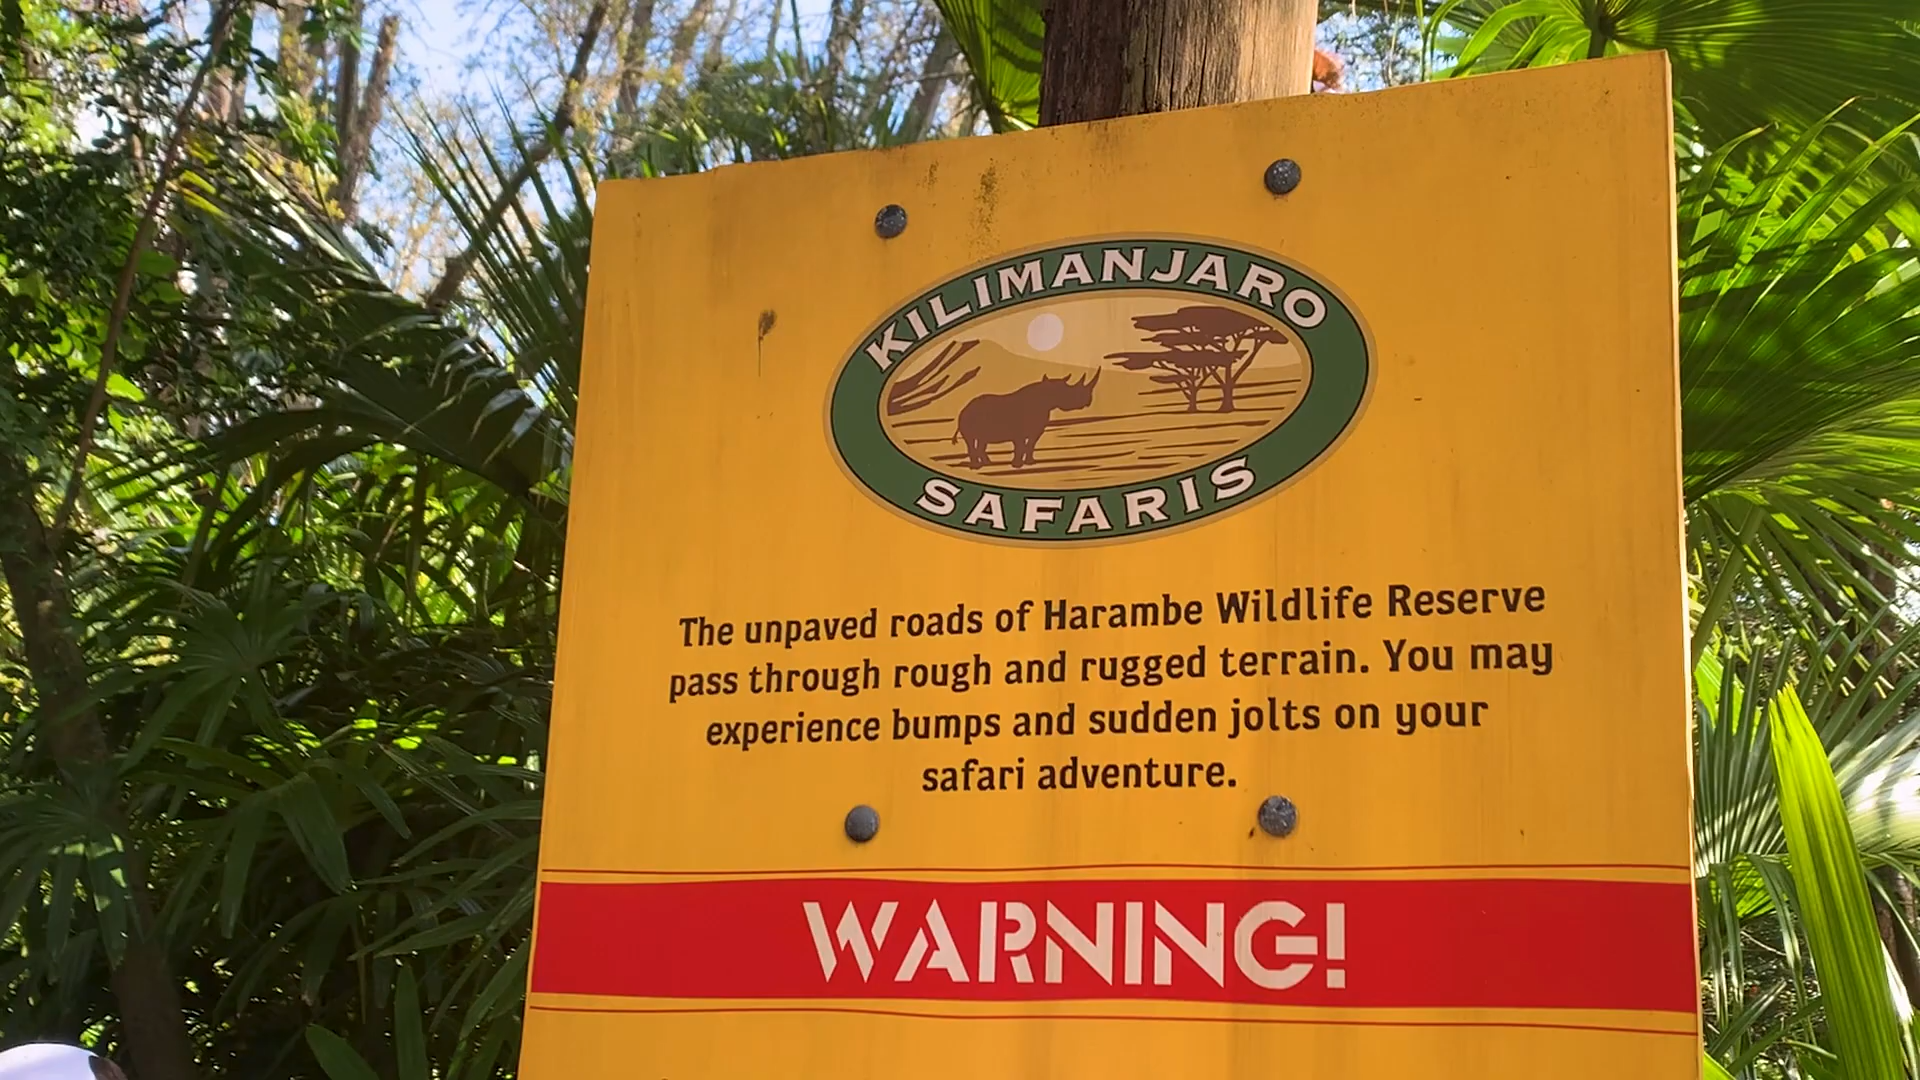 KILIMANJARO
SAFARIS
The unpaved roads of Harambe Wildlife Reserve
pass through rough and rugged terrain. You may
experience bumps and sudden jolts on your
safari adventure.
WARNING!